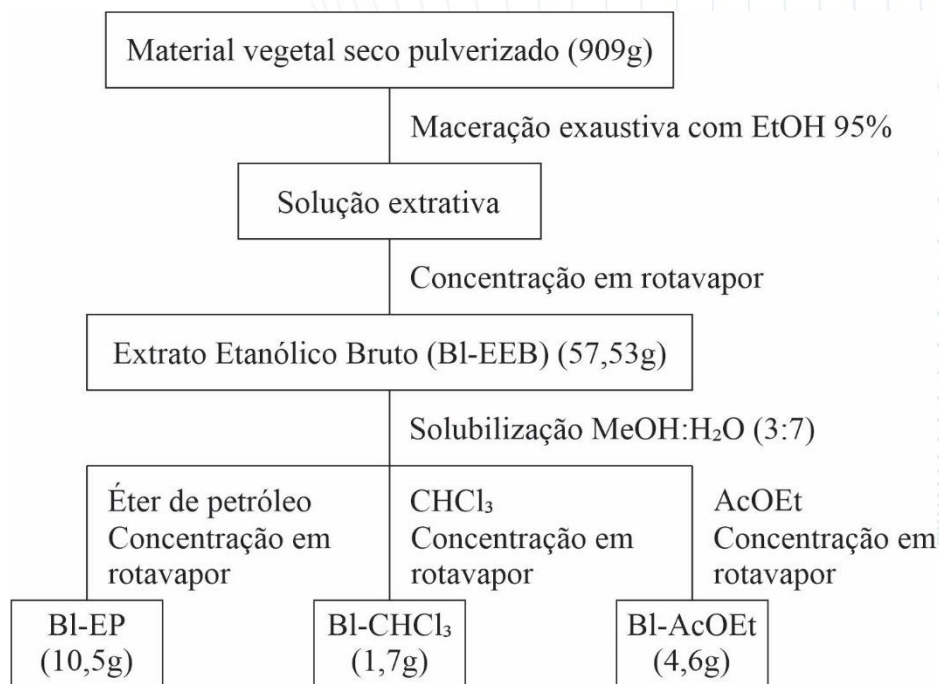 Material vegetal seco pulverizado (909g)
Maceração exaustiva com EtOH 95%
Solução extrativa
Concentração em rotavapor
Extrato Etanólico Bruto (Bl-EEB) (57,53g)
Solubilização MeOH:H₂O (3:7)
Éter de petróleo
Concentração em
rotavapor
CHCl₃
Concentração em
rotavapor
AcOEt
Concentração em
rotavapor
Bl-EP
(10,5g)
Bl-CHCl₃
(1,7g)
Bl-AcOEt
(4,6g)